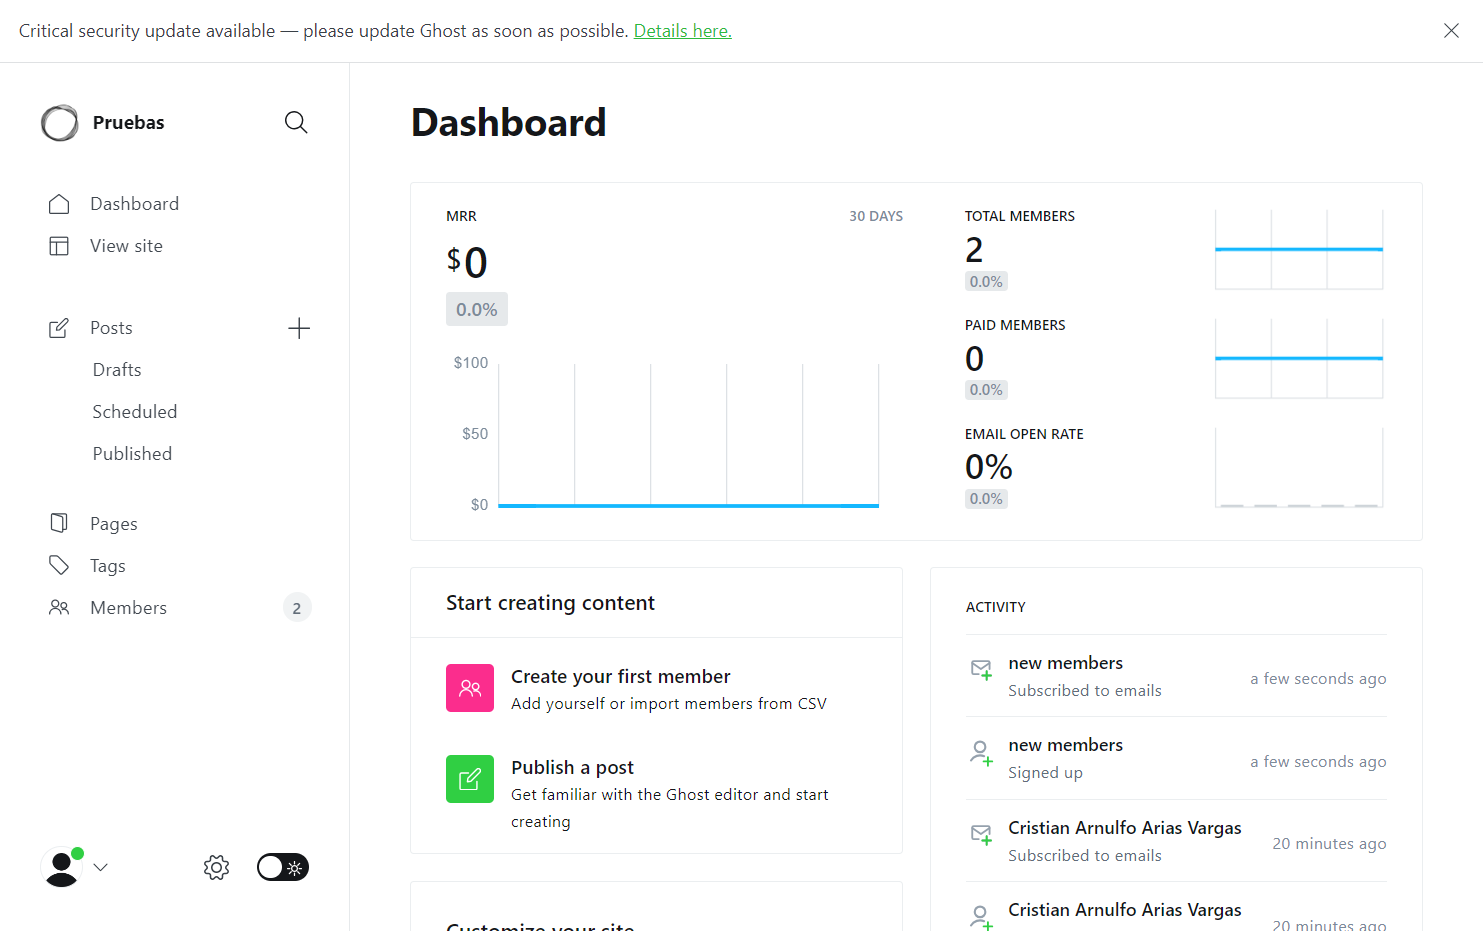 Critical security update available — please update Ghost as soon as possible. Details here.
Pruebas
Dashboard
View site
Posts
Drafts
Scheduled
Published
Pages
Tags
Members
2
Dashboard
MRR
30 DAYS
$0
0.0%
$100
$50
$0
TOTAL MEMBERS
2
0.0%
PAID MEMBERS
0
0.0%
EMAIL OPEN RATE
0%
0.0%
Start creating content
Create your first member
Add yourself or import members from CSV
Publish a post
Get familiar with the Ghost editor and start
creating
Customize your site
ACTIVITY
new members
Subscribed to emails
a few seconds ago
new members
Signed up
a few seconds ago
Cristian Arnulfo Arias Vargas
Subscribed to emails
20 minutes ago
Cristian Arnulfo Arias Vargas
20 minutes ago